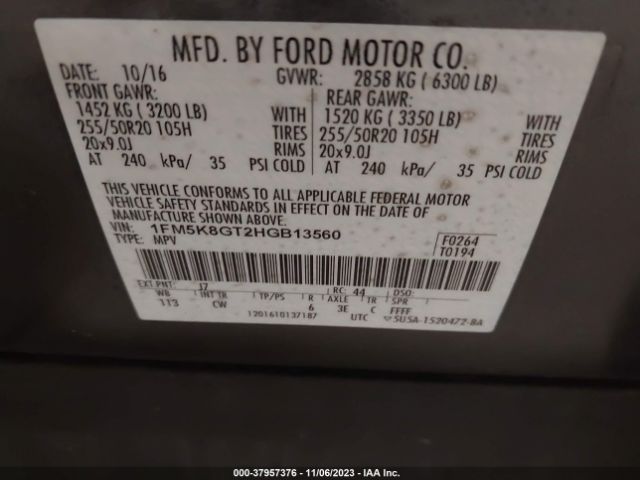 MFD. BY FORD MOTOR CO.
DATE: 10/16 GVWR: 2858 KG ( 6300 LB)
FRONT GAWR: REAR GAWR:
1452 KG ( 3200 LB) WITH 1520 KG ( 3350 LB) WITH
255/50R20 105H TIRES 255/50R20 105H TIRES
20x9.0J RIMS 20x9.0J RIMS
AT 240 kPa/ 35 PSI COLD AT 240 kPa/ 35 PSI COLD
THIS VEHICLE CONFORMS TO ALL APPLICABLE FEDERAL MOTOR
VEHICLE SAFETY STANDARDS IN EFFECT ON THE DATE OF
MANUFACTURE SHOWN ABOVE.
VIN: 1FM5K8GT2HGB13560
TYPE: MPV
F0264
T0194
EXT PNT: J7 RC: 44 DSO:
WB INT TR TP/PS R AXLE TR SPR
113 CW 6 3E C FFFF
1201610137187 UTC 5U5A-1520472-BA
000-37957376 | 11/06/2023 - IAAI.com